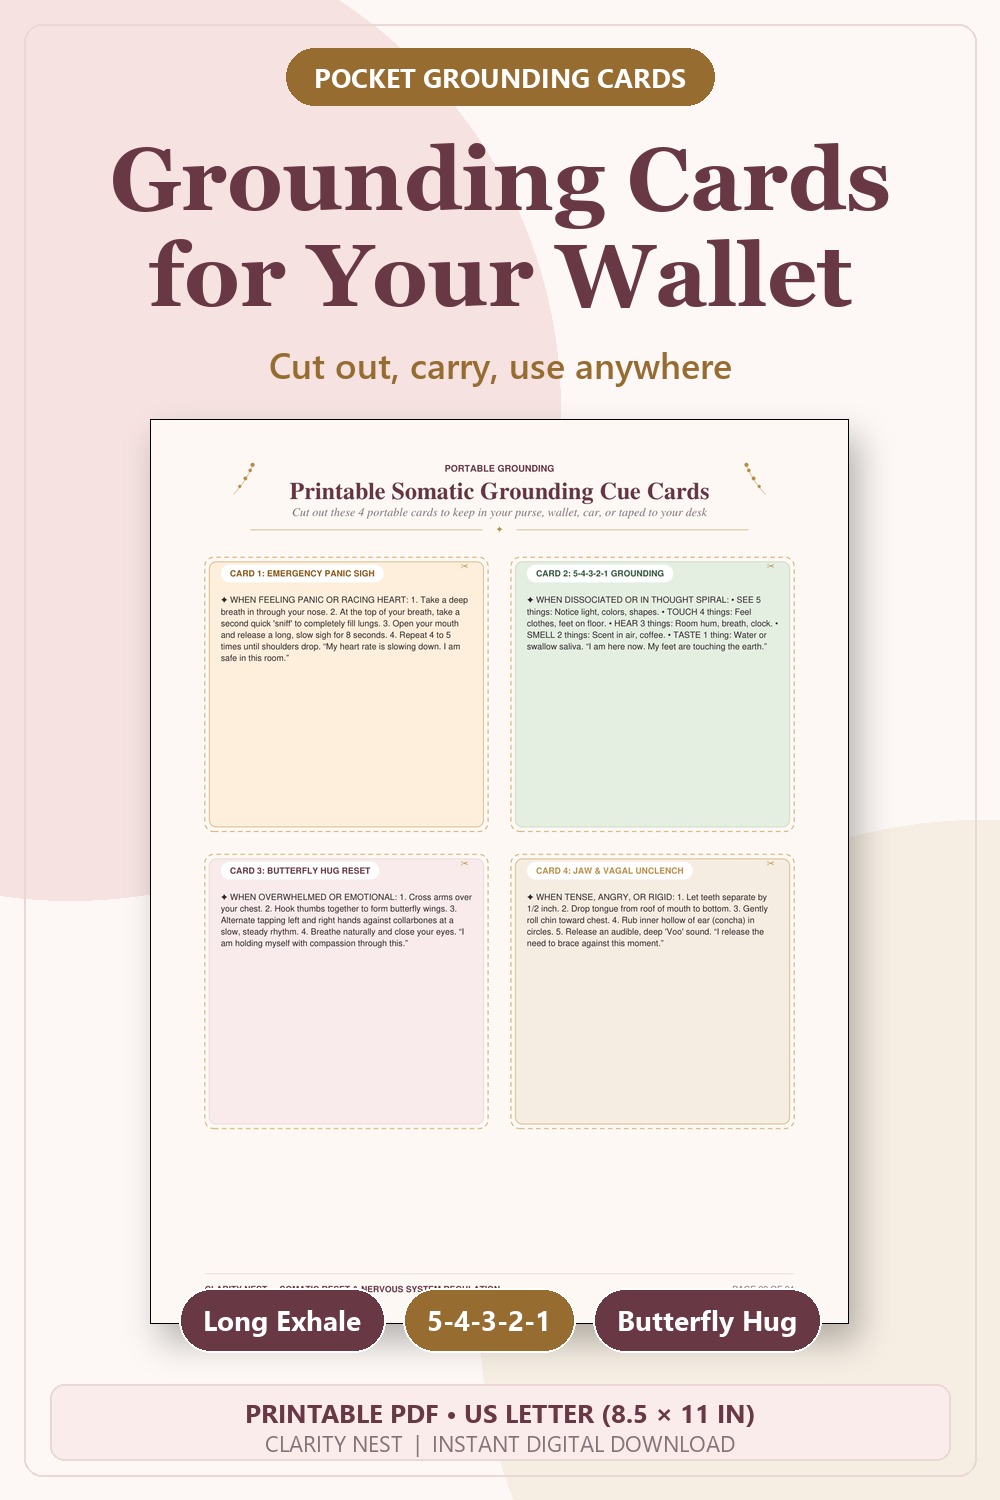 POCKET GROUNDING CARDS
Grounding Cards
for Your Wallet
Cut out, carry, use anywhere
PORTABLE GROUNDING
Printable Somatic Grounding Cue Cards
Cut out these 4 portable cards to keep in your purse, wallet, car, or taped to your desk
CARD 1: EMERGENCY PANIC SIGH
✦ WHEN FEELING PANIC OR RACING HEART: 1. Take a deep
breath in through your nose. 2. At the top of your breath, take a
second quick 'sniff' to completely fill lungs. 3. Open your mouth
and release a long, slow sigh for 8 seconds. 4. Repeat 4 to 5
times until shoulders drop. “My heart rate is slowing down. I am
safe in this room.”
CARD 2: 5-4-3-2-1 GROUNDING
✦ WHEN DISSOCIATED OR IN THOUGHT SPIRAL: • SEE 5
things: Notice light, colors, shapes. • TOUCH 4 things: Feel
clothes, feet on floor. • HEAR 3 things: Room hum, breath, clock. •
SMELL 2 things: Scent in air, coffee. • TASTE 1 thing: Water or
swallow saliva. “I am here now. My feet are touching the earth.”
CARD 3: BUTTERFLY HUG RESET
✦ WHEN OVERWHELMED OR EMOTIONAL: 1. Cross arms over
your chest. 2. Hook thumbs together to form butterfly wings. 3.
Alternate tapping left and right hands against collarbones at a
slow, steady rhythm. 4. Breathe naturally and close your eyes. “I
am holding myself with compassion through this.”
CARD 4: JAW & VAGAL UNCLENCH
✦ WHEN TENSE, ANGRY, OR RIGID: 1. Let teeth separate by
1/2 inch. 2. Drop tongue from roof of mouth to bottom. 3. Gently
roll chin toward chest. 4. Rub inner hollow of ear (concha) in
circles. 5. Release an audible, deep 'Voo' sound. “I release the
need to brace against this moment.”
CLARITY NEST SOMATIC RESET & NERVOUS SYSTEM REGULATION
Long Exhale
5-4-3-2-1
Butterfly Hug
PRINTABLE PDF • US LETTER (8.5 × 11 IN)
CLARITY NEST | INSTANT DIGITAL DOWNLOAD